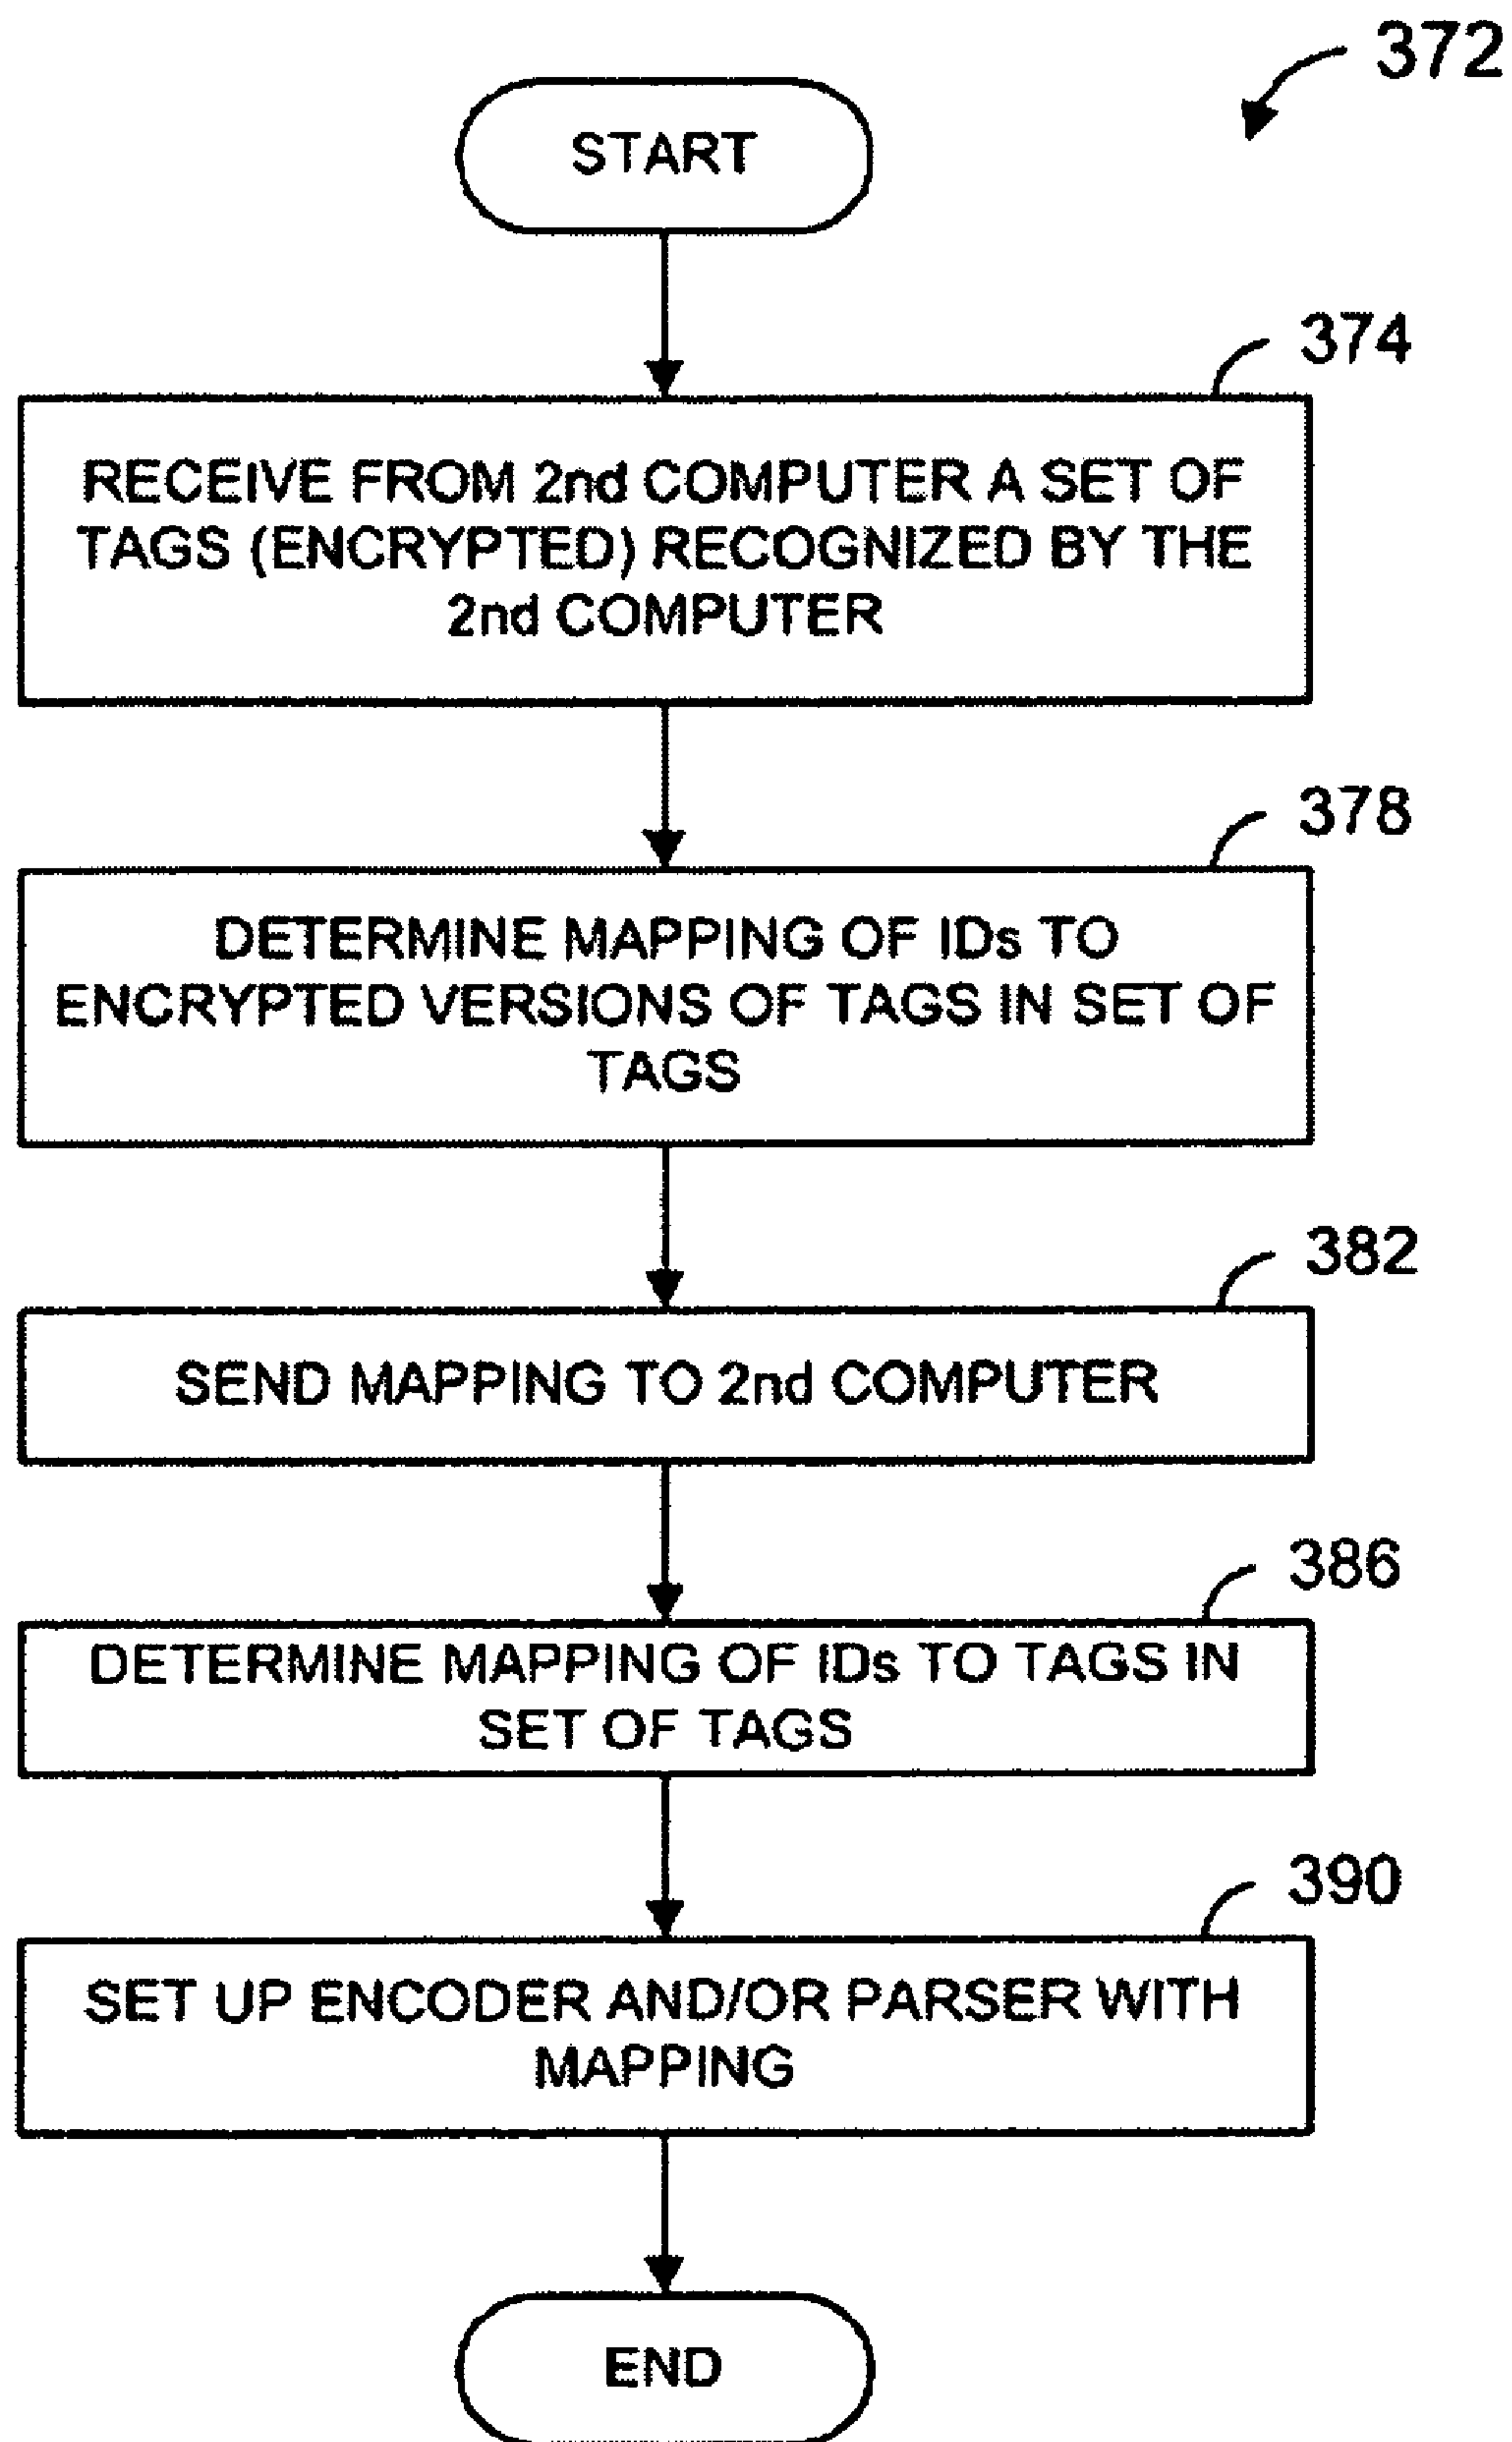 372
START
374
RECEIVE FROM 2nd COMPUTER A SET OF
TAGS (ENCRYPTED) RECOGNIZED BY THE
2nd COMPUTER
378
DETERMINE MAPPING OF IDs TO
ENCRYPTED VERSIONS OF TAGS IN SET OF
TAGS
382
SEND MAPPING TO 2nd COMPUTER
386
DETERMINE MAPPING OF IDs TO TAGS IN
SET OF TAGS
390
SET UP ENCODER AND/OR PARSER WITH
MAPPING
END